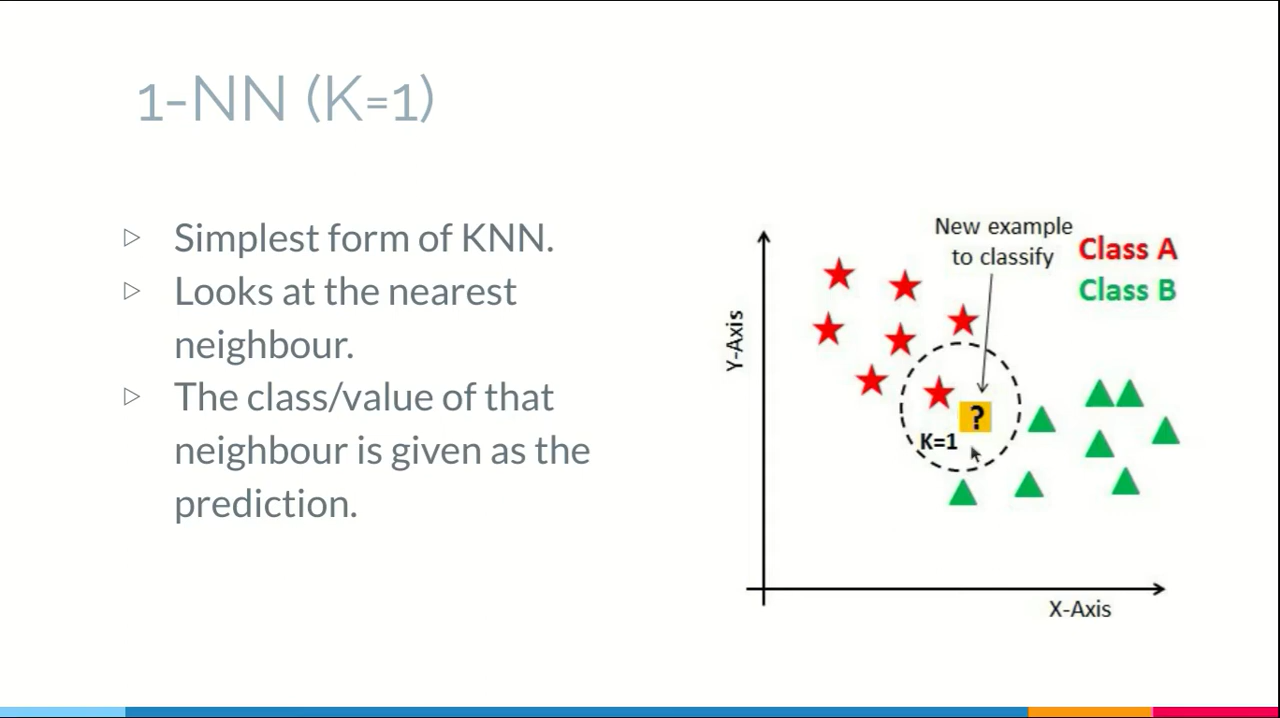 1-NN (K=1)
▷ Simplest form of KNN.
▷ Looks at the nearest
neighbour.
▷ The class/value of that
neighbour is given as the
prediction.
New example
to classify
Class A
Class B
Y-Axis
?
K=1
X-Axis